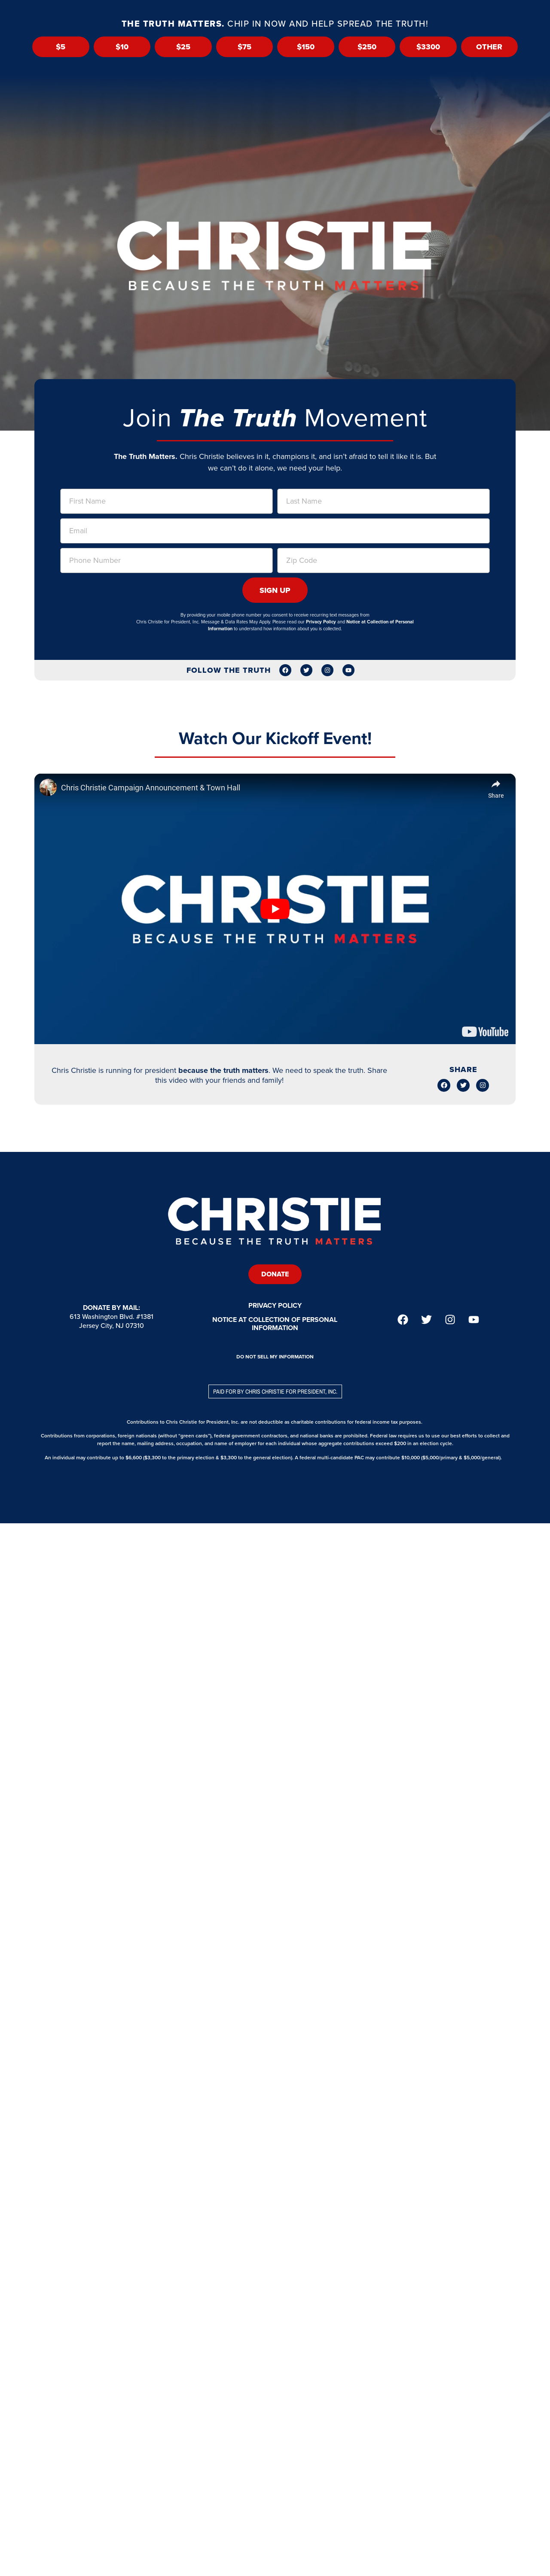 THE TRUTH MATTERS. CHIP IN NOW AND HELP SPREAD THE TRUTH!
$5 $10 $25 $75 $150 $250 $3300 OTHER
CHRISTIE
BECAUSE THE TRUTH MATTERS
Join The Truth Movement
The Truth Matters. Chris Christie believes in it, champions it, and isn't afraid to tell it like it is. But
we can't do it alone, we need your help.
First Name Last Name
Email
Phone Number Zip Code
SIGN UP
By providing your mobile phone number you consent to receive recurring text messages from
Chris Christie for President, Inc. Message & Data Rates May Apply. Please read our Privacy Policy and Notice at Collection of Personal
Information to understand how information about you is collected.
FOLLOW THE TRUTH
Watch Our Kickoff Event!
Chris Christie Campaign Announcement & Town Hall
Share
CHRISTIE
BECAUSE THE TRUTH MATTERS
YouTube
Chris Christie is running for president because the truth matters. We need to speak the truth. Share
this video with your friends and family!
SHARE
CHRISTIE
BECAUSE THE TRUTH MATTERS
DONATE
DONATE BY MAIL:
613 Washington Blvd. #1381
Jersey City, NJ 07310
PRIVACY POLICY
NOTICE AT COLLECTION OF PERSONAL
INFORMATION
DO NOT SELL MY INFORMATION
PAID FOR BY CHRIS CHRISTIE FOR PRESIDENT, INC.
Contributions to Chris Christie for President, Inc. are not deductible as charitable contributions for federal income tax purposes.
Contributions from corporations, foreign nationals (without "green cards"), federal government contractors, and national banks are prohibited. Federal law requires us to use our best efforts to collect and
report the name, mailing address, occupation, and name of employer for each individual whose aggregate contributions exceed $200 in an election cycle.
An individual may contribute up to $6,600 ($3,300 to the primary election & $3,300 to the general election). A federal multi-candidate PAC may contribute $10,000 ($5,000/primary & $5,000/general).